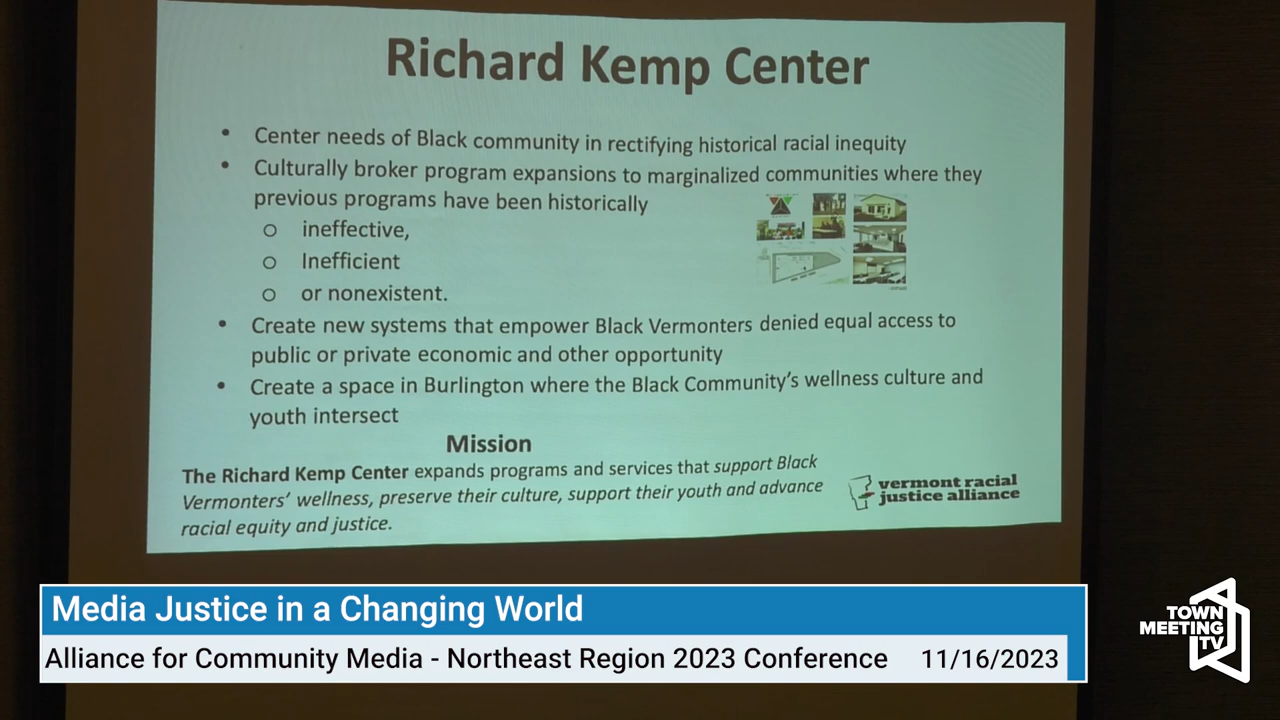 Richard Kemp Center
• Center needs of Black community in rectifying historical racial inequity
• Culturally broker program expansions to marginalized communities where they
previous programs have been historically
o ineffective,
o Inefficient
o or nonexistent.
• Create new systems that empower Black Vermonters denied equal access to
public or private economic and other opportunity
• Create a space in Burlington where the Black Community's wellness culture and
youth intersect
Mission
The Richard Kemp Center expands programs and services that support Black
Vermonters' wellness, preserve their culture, support their youth and advance
racial equity and justice.
vermont racial
justice alliance
Media Justice in a Changing World
Alliance for Community Media - Northeast Region 2023 Conference 11/16/2023
TOWN
MEETING
TV